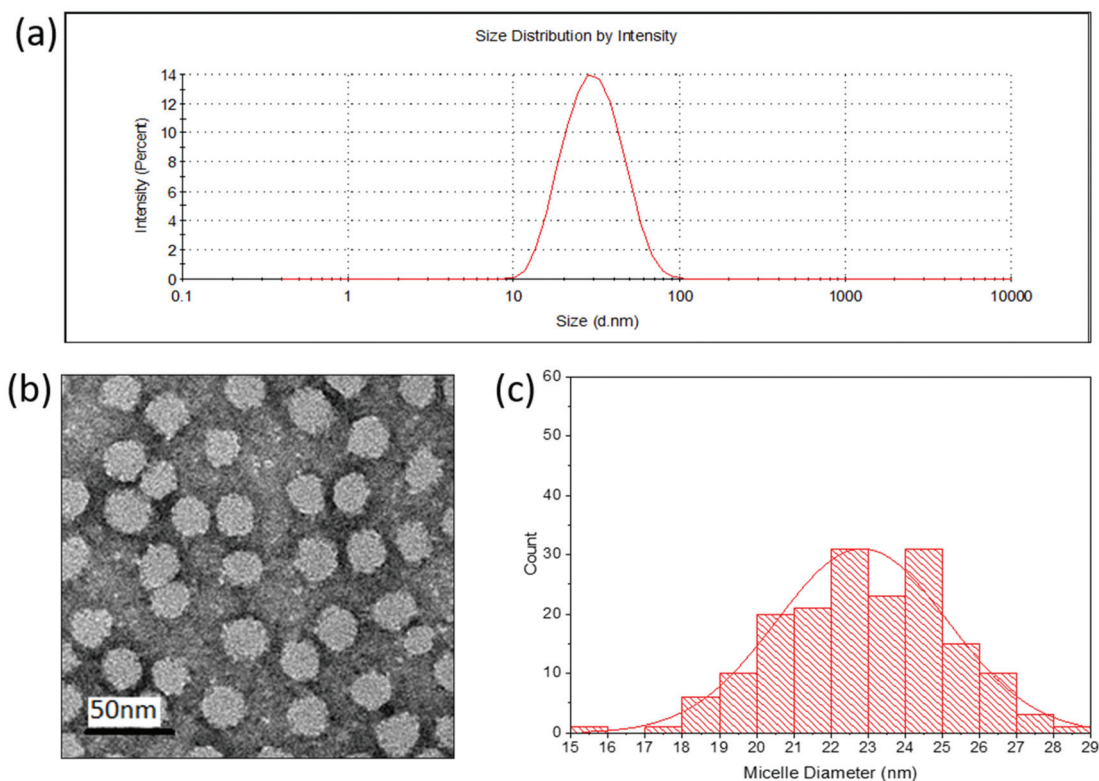 (a)
Size Distribution by Intensity
14
12
10
8
6
4
2
0
Intensity (Percent)
0.1 1 10 100 1000 10000
Size (d.nm)
(b)
50nm
(c)
60
50
40
30
20
10
0
Count
15 16 17 18 19 20 21 22 23 24 25 26 27 28 29
Micelle Diameter (nm)